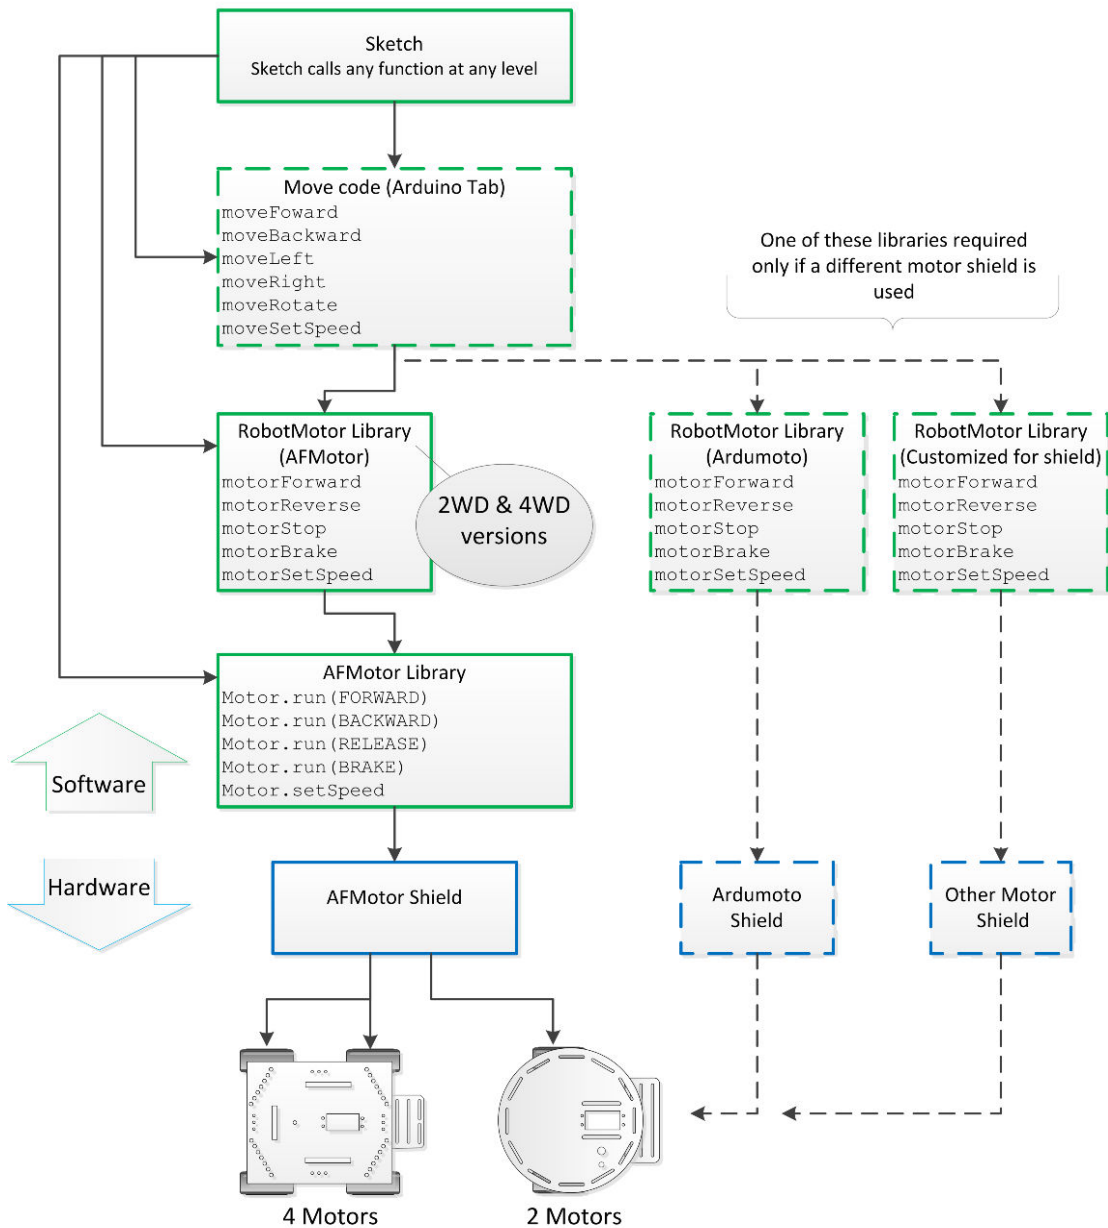 Sketch
Sketch calls any function at any level
Move code (Arduino Tab)
moveFoward
moveBackward
moveLeft
moveRight
moveRotate
moveSetSpeed
One of these libraries required
only if a different motor shield is
used
RobotMotor Library
(AFMotor)
motorForward
motorReverse
motorStop
motorBrake
motorSetSpeed
2WD & 4WD
versions
RobotMotor Library
(Ardumoto)
motorForward
motorReverse
motorStop
motorBrake
motorSetSpeed
RobotMotor Library
(Customized for shield)
motorForward
motorReverse
motorStop
motorBrake
motorSetSpeed
AFMotor Library
Motor.run(FORWARD)
Motor.run(BACKWARD)
Motor.run(RELEASE)
Motor.run(BRAKE)
Motor.setSpeed
Software
Hardware
AFMotor Shield
Ardumoto
Shield
Other Motor
Shield
4 Motors
2 Motors